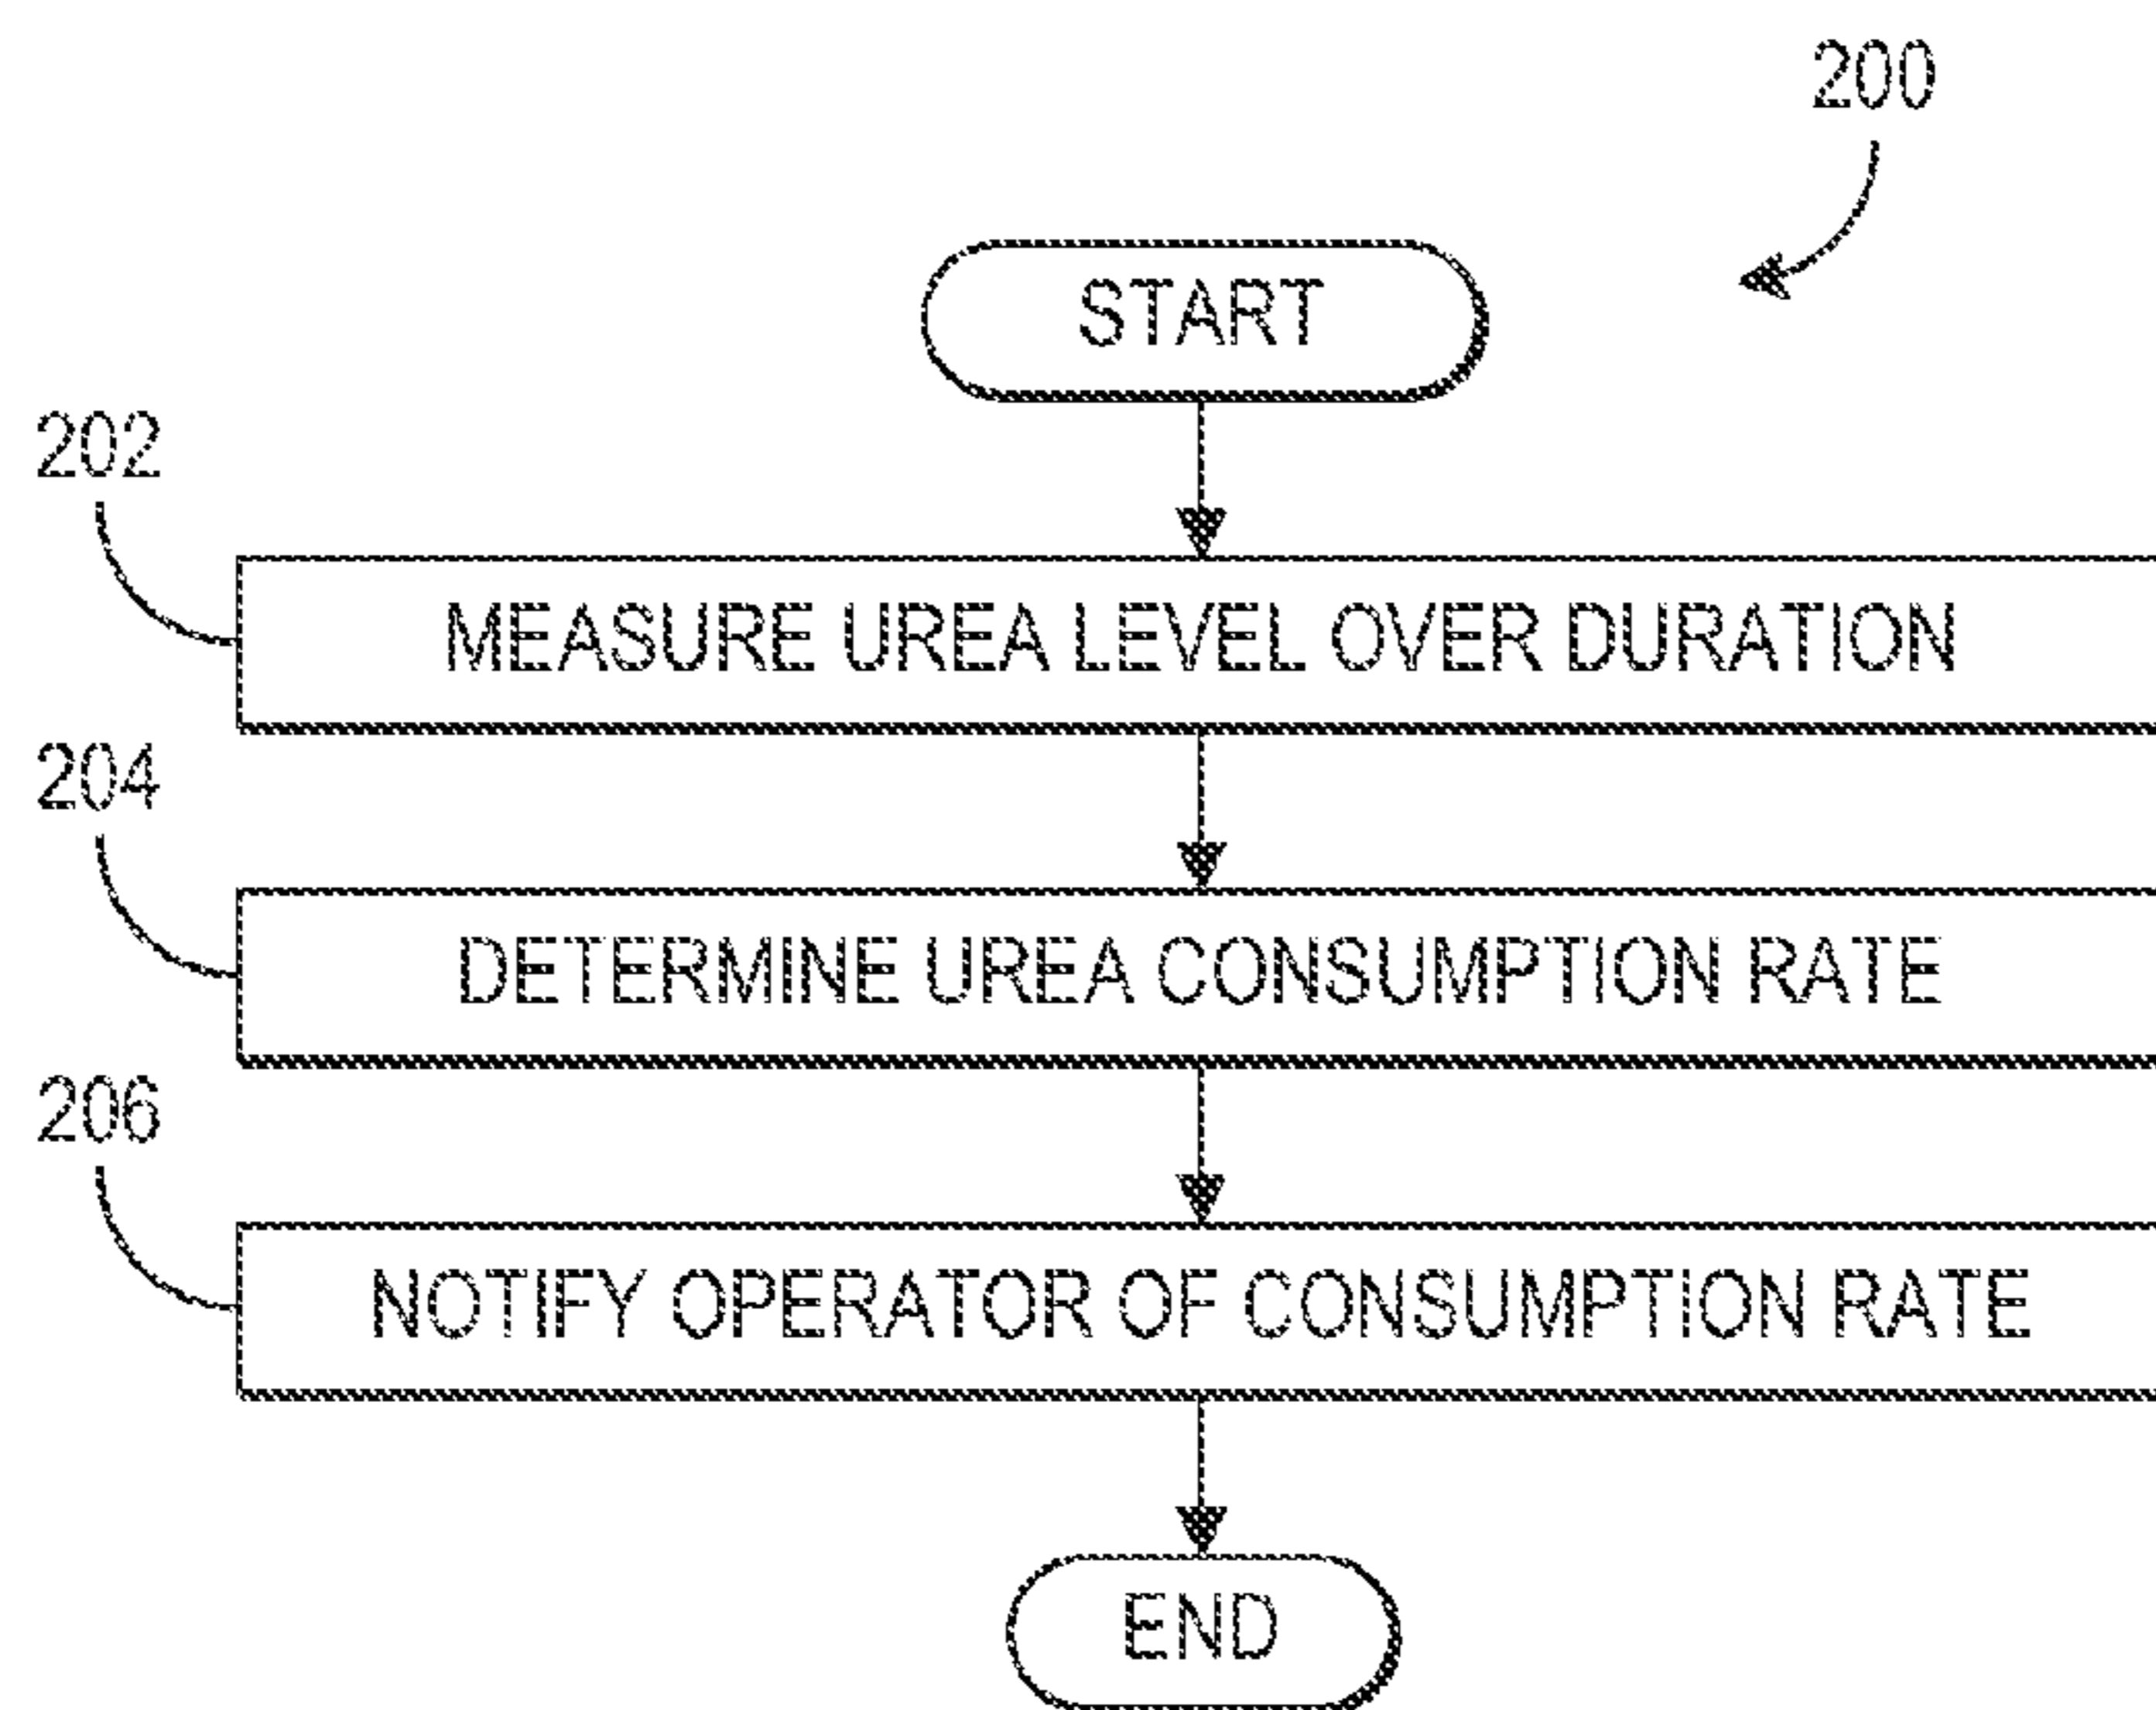 200
START
202
MEASURE UREA LEVEL OVER DURATION
204
DETERMINE UREA CONSUMPTION RATE
206
NOTIFY OPERATOR OF CONSUMPTION RATE
END